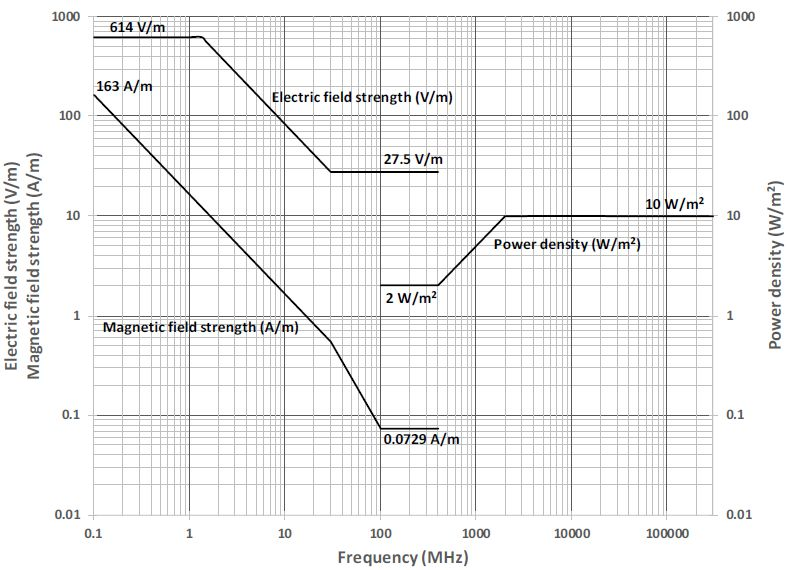 1000
1000
614 V/m
163 A/m
Electric field strength (V/m)
100
100
27.5 V/m
10 W/m²
10
10
Power density (W/m²)
2 W/m²
1
1
Magnetic field strength (A/m)
0.1
0.1
0.0729 A/m
0.01
0.01
0.1 1 10 100 1000 10000 100000
Frequency (MHz)
Electric field strength (V/m)
Magnetic field strength (A/m)
Power density (W/m²)